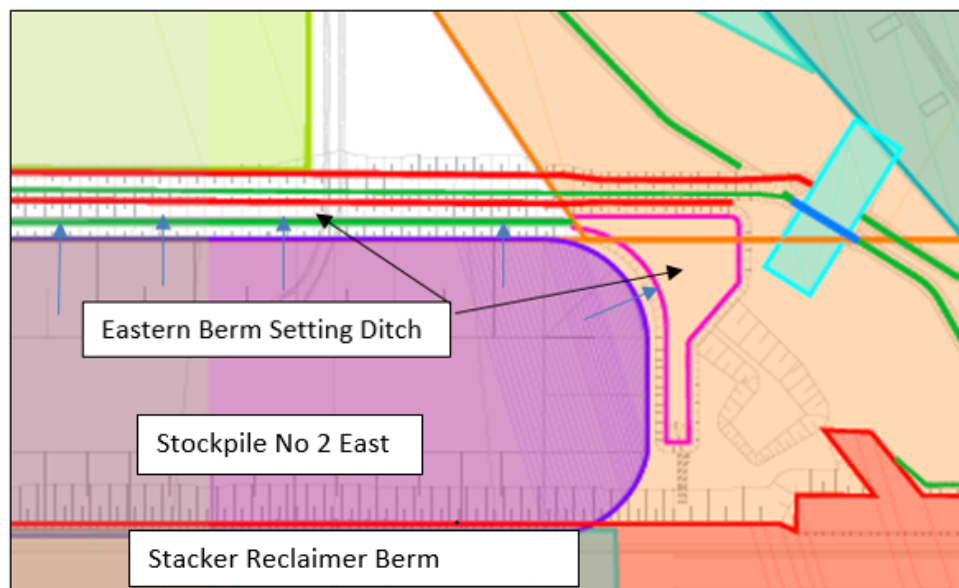 Eastern Berm Setting Ditch
Stockpile No 2 East
Stacker Reclaimer Berm